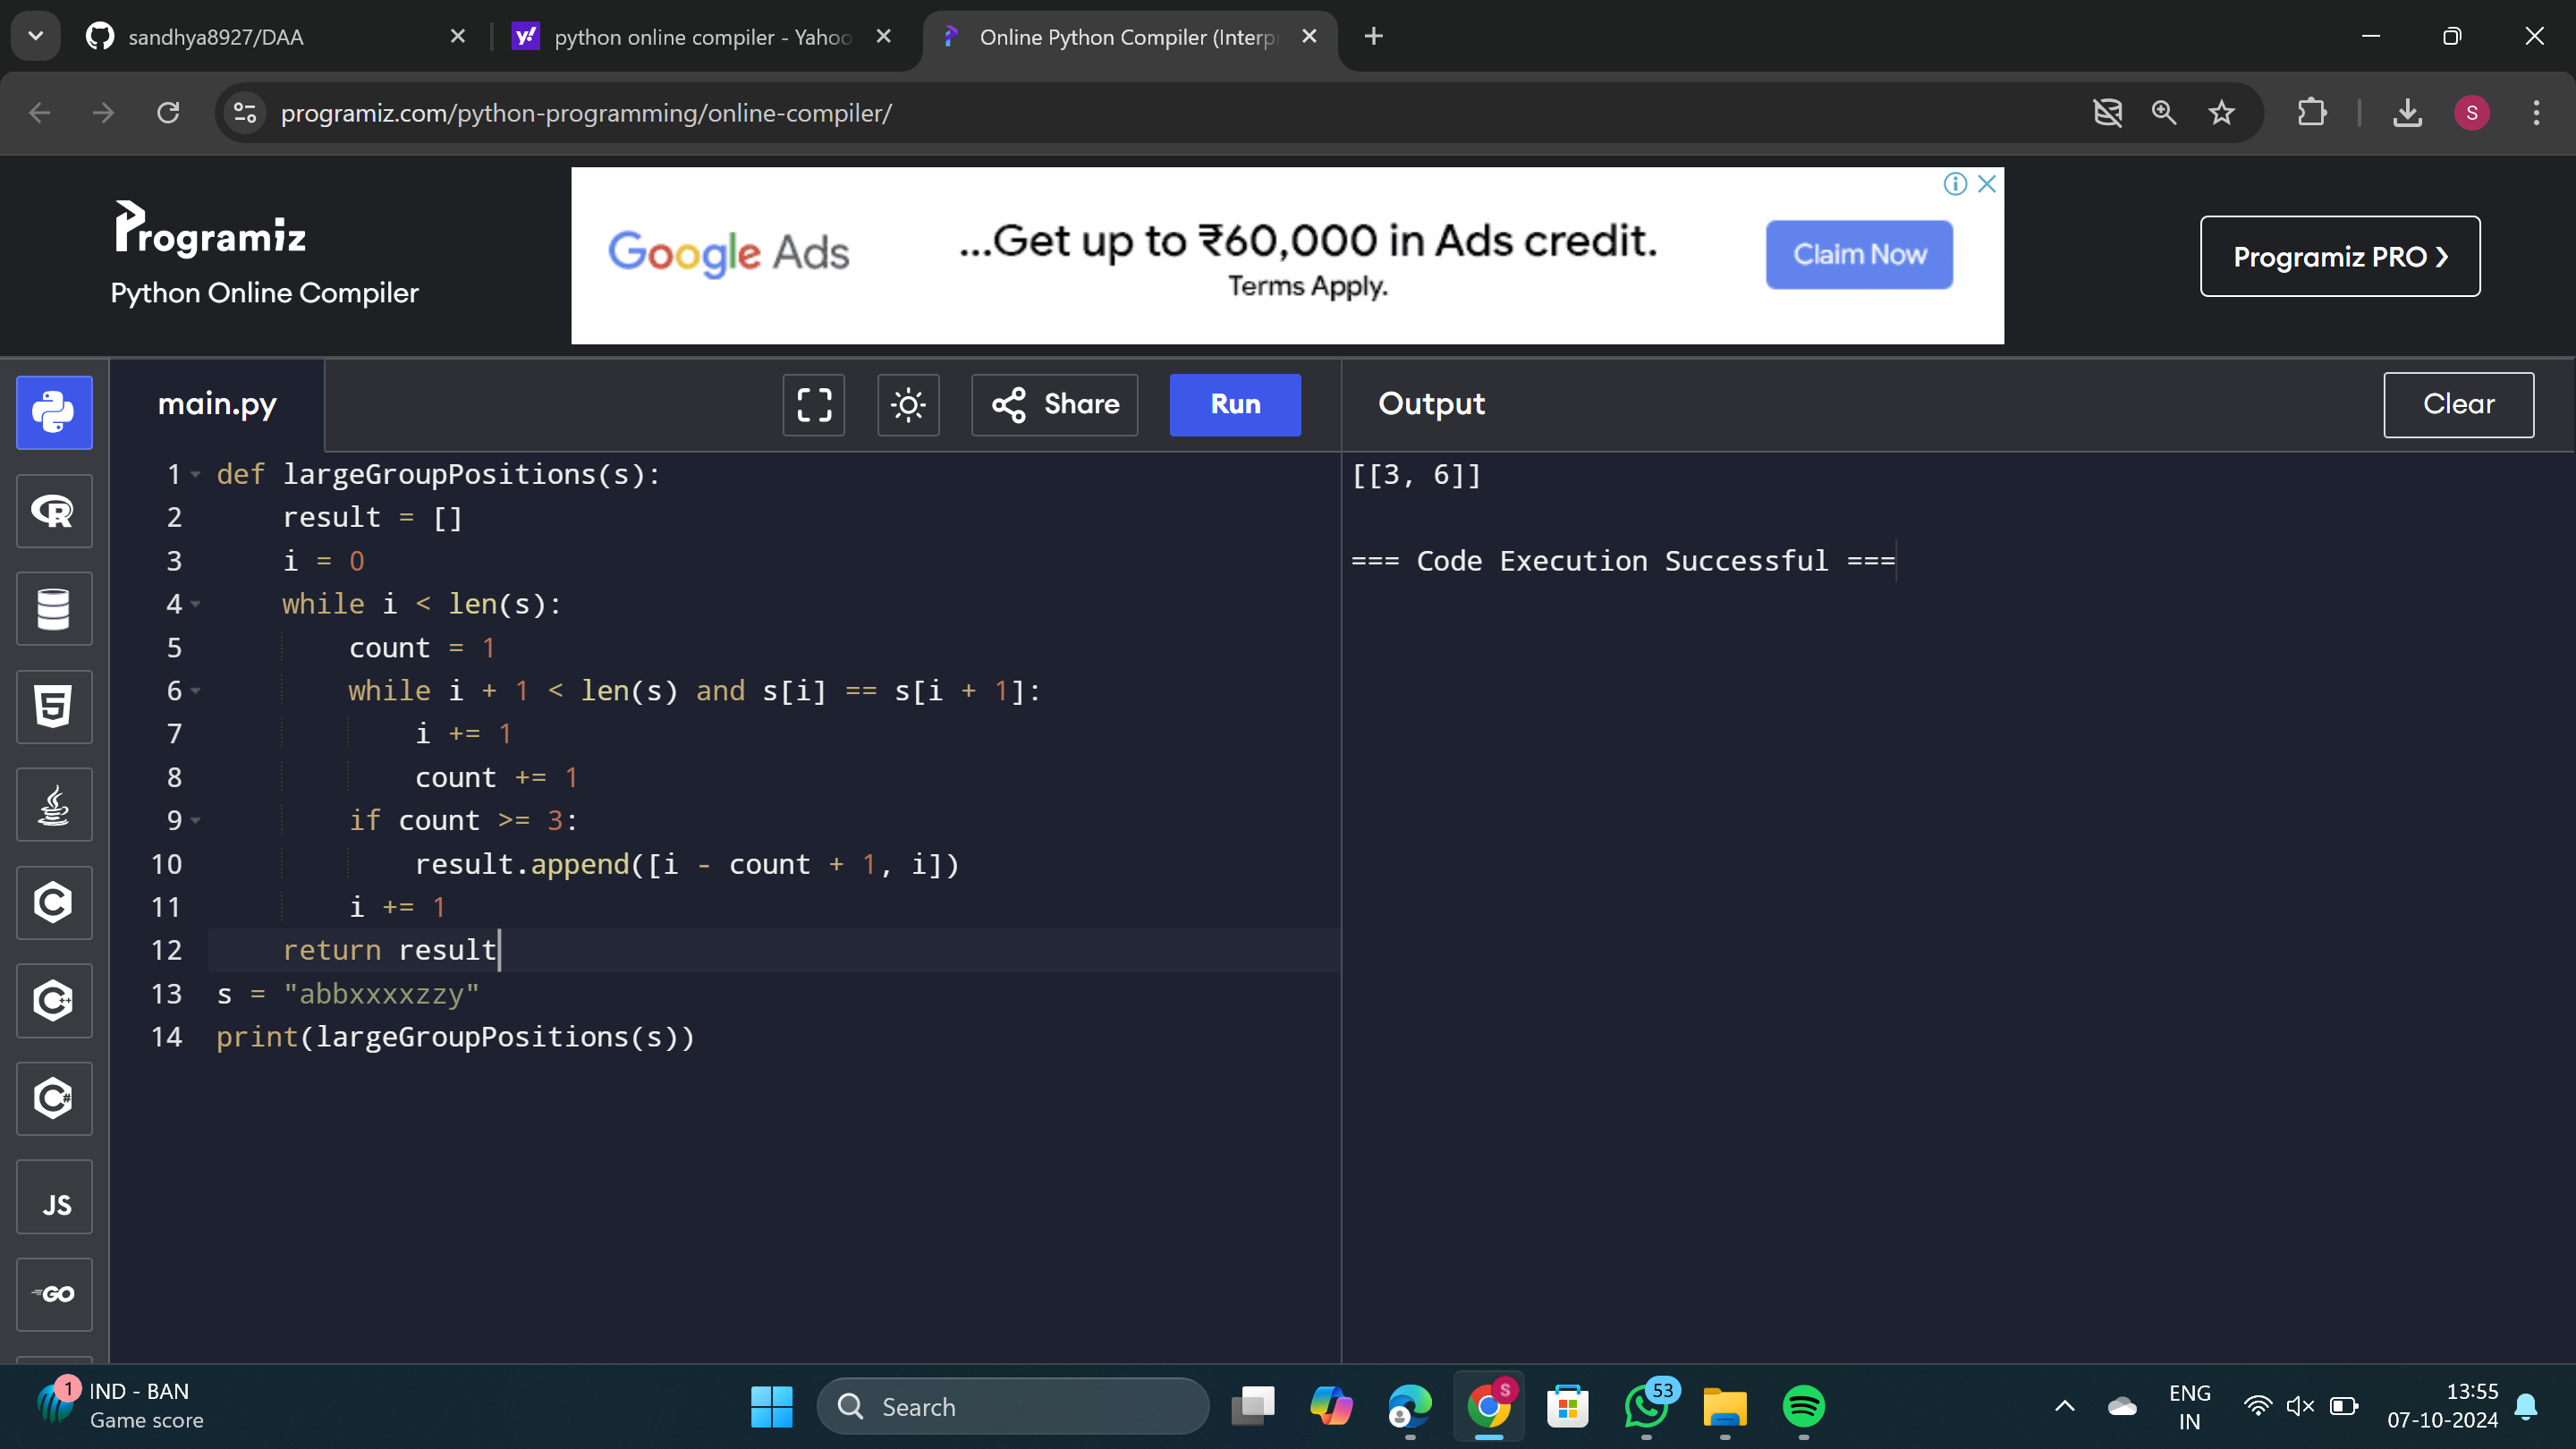 sandhya8927/DAA
python online compiler - Yahoo
Online Python Compiler (Interp
programiz.com/python-programming/online-compiler/
S
Programiz
Python Online Compiler
Google Ads
...Get up to ₹60,000 in Ads credit.
Terms Apply.
Claim Now
Programiz PRO ❯
main.py
Share
Run
Output
Clear
1 def largeGroupPositions(s):
2     result = []
3     i = 0
4     while i < len(s):
5         count = 1
6         while i + 1 < len(s) and s[i] == s[i + 1]:
7             i += 1
8             count += 1
9         if count >= 3:
10             result.append([i - count + 1, i])
11         i += 1
12     return result
13 s = "abbxxxxzzy"
14 print(largeGroupPositions(s))
[[3, 6]]
=== Code Execution Successful ===
R
5
C
C++
C#
JS
GO
1
IND - BAN
Game score
Search
S
53
ENG
IN
13:55
07-10-2024